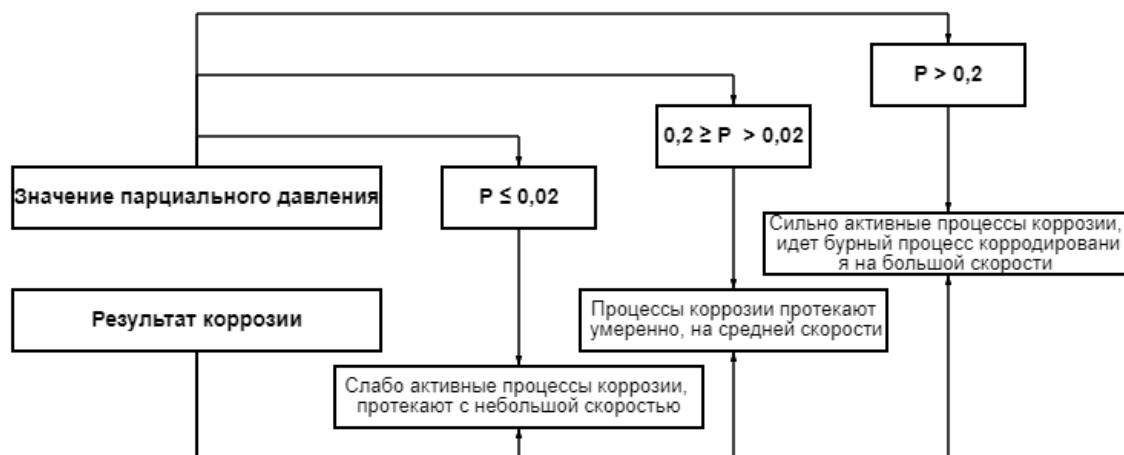 P > 0,2
0,2 ≥ P > 0,02
Значение парциального давления
P ≤ 0,02
Сильно активные процессы коррозии,
идет бурный процесс корродировани
я на большой скорости
Результат коррозии
Процессы коррозии протекают
умеренно, на средней скорости
Слабо активные процессы коррозии,
протекают с небольшой скоростью